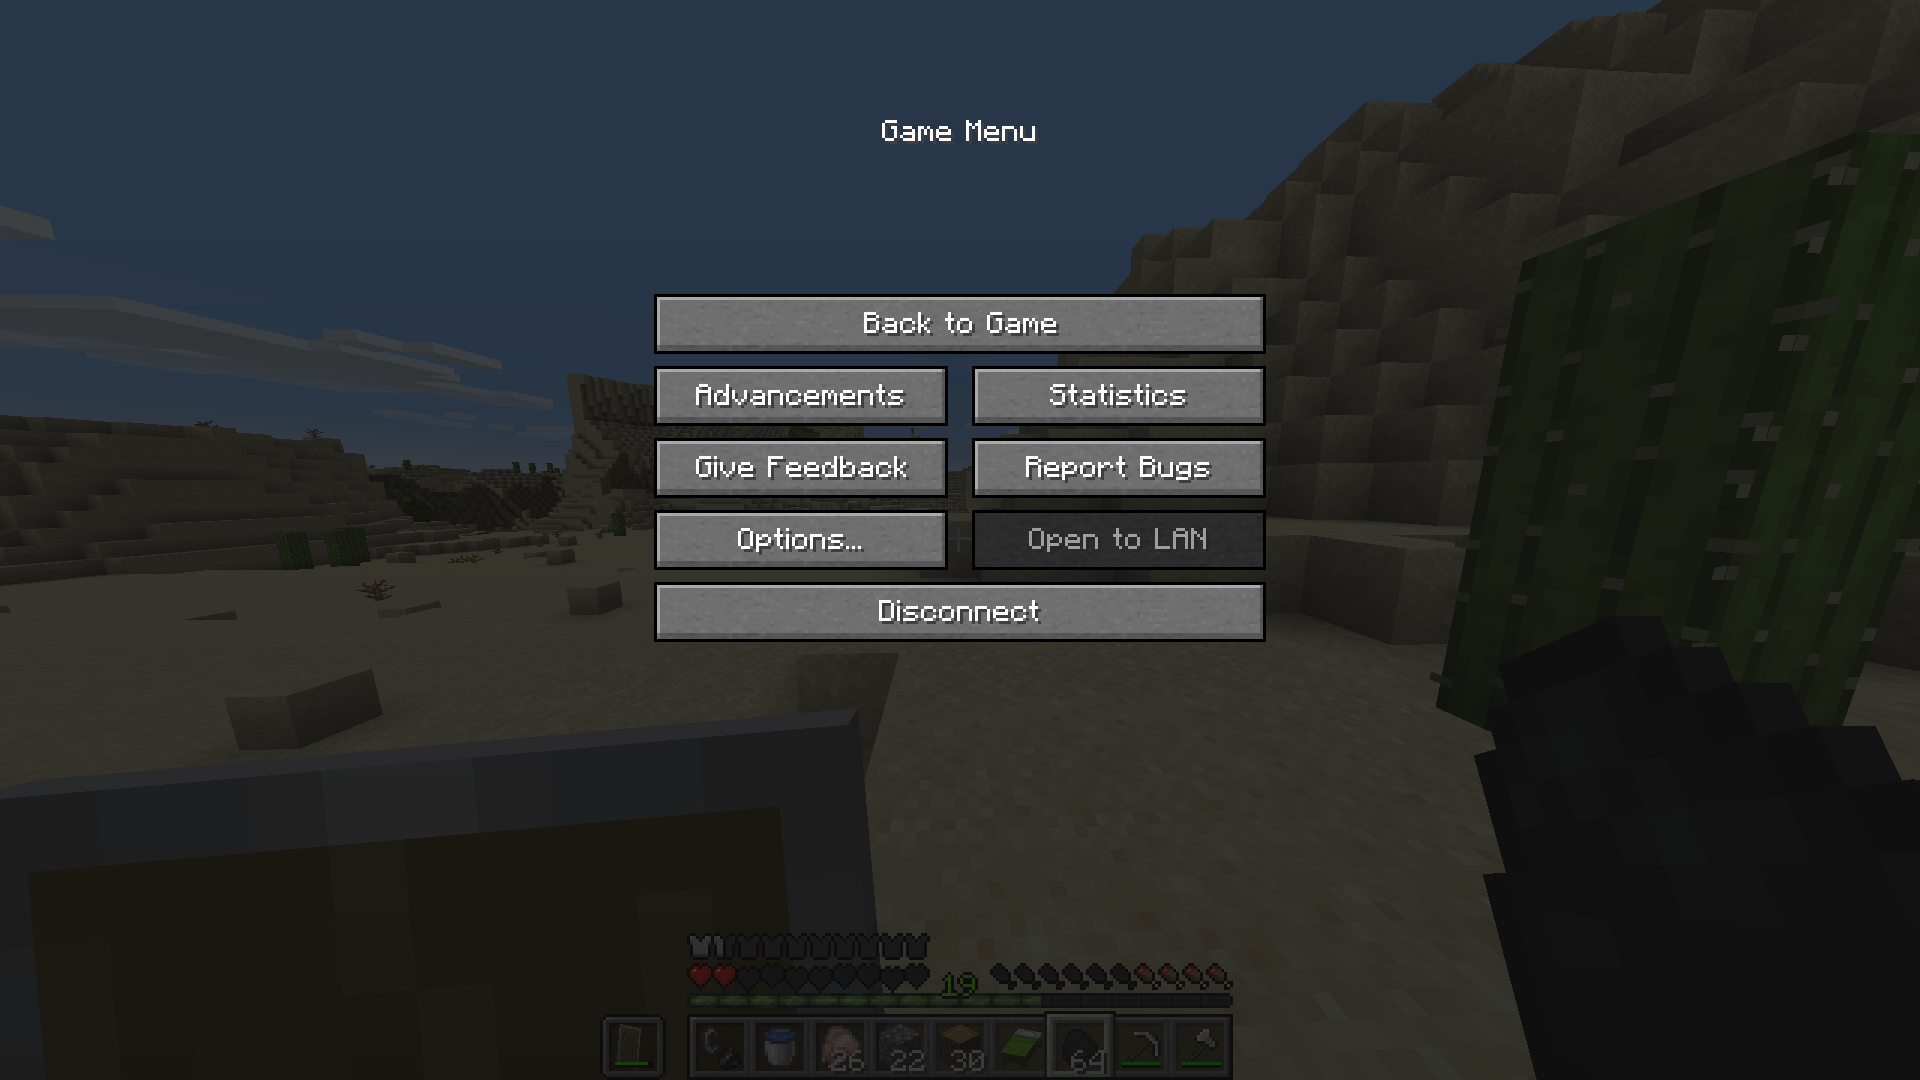 Game Menu
Back to Game
Advancements
Statistics
Give Feedback
Report Bugs
Options...
Open to LAN
Disconnect
19
26
22
30
64